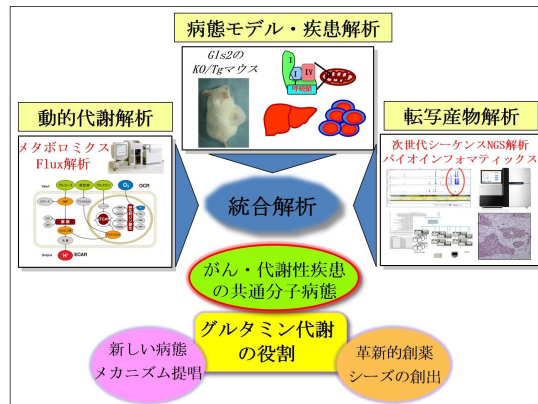 病態モデル・疾患解析
Gls2の
KO/Tgマウス
I
I
IV
動的代謝解析
メタボロミクス
Flux解析
Input
O₂
OCR
Output
H⁺
ECAR
転写産物解析
次世代シーケンスNGS解析
バイオインフォマティックス
統合解析
がん・代謝性疾患
の共通分子病態
グルタミン代謝
の役割
新しい病態
メカニズム提唱
革新的創薬
シーズの創出